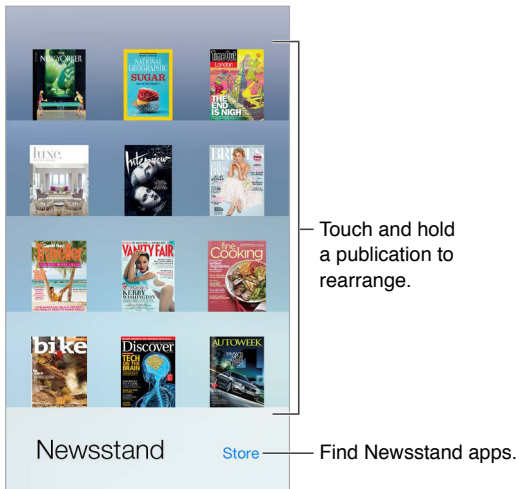 THE
NEW YORKER
NATIONAL
GEOGRAPHIC
SUGAR
Time Out
London
THE
END
IS NIGH
luxe.
Interview
BRIDES
Traveller
VANITY FAIR
KERRY
WASHINGTON
fine
Cooking
bike
Discover
TECH
ON THE
BRAIN
AUTOWEEK
Touch and hold
a publication to
rearrange.
Newsstand
Store
Find Newsstand apps.